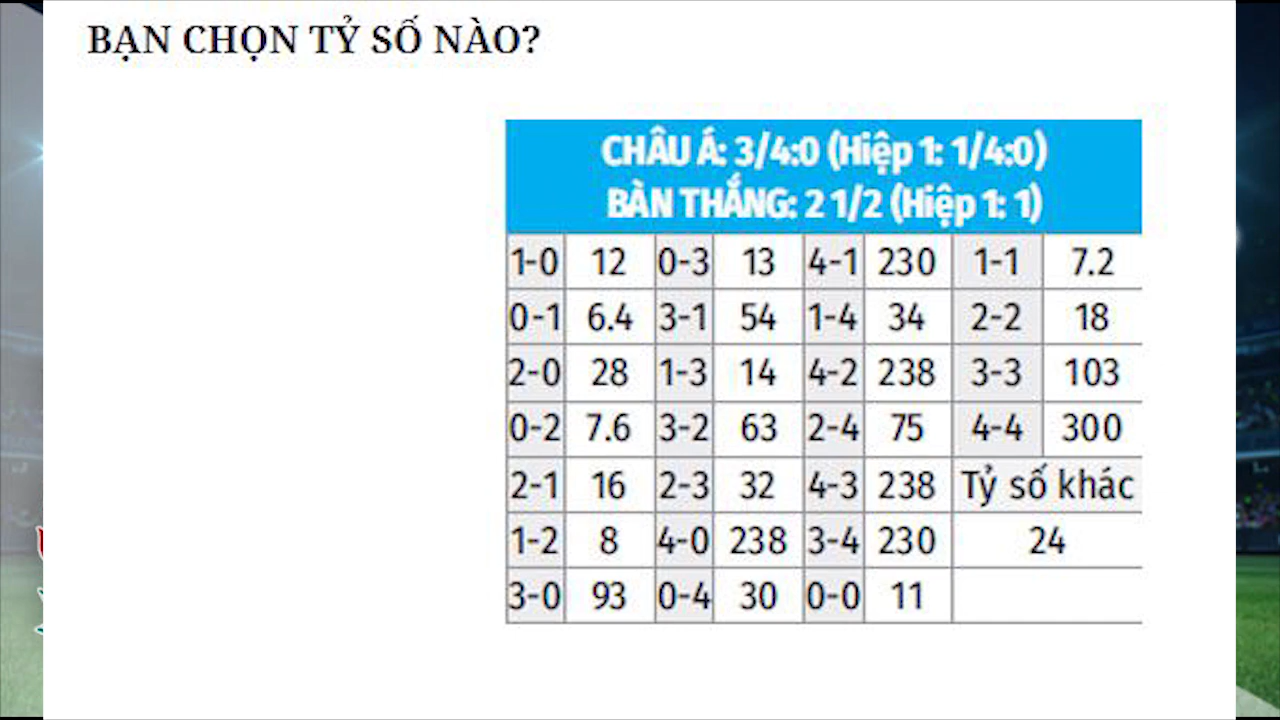 BẠN CHỌN TỶ SỐ NÀO?
CHÂU Á: 3/4:0 (Hiệp 1: 1/4:0)
BÀN THẮNG: 2 1/2 (Hiệp 1: 1)
1-0 12 0-3 13 4-1 230 1-1 7.2
0-1 6.4 3-1 54 1-4 34 2-2 18
2-0 28 1-3 14 4-2 238 3-3 103
0-2 7.6 3-2 63 2-4 75 4-4 300
2-1 16 2-3 32 4-3 238 Tỷ số khác
1-2 8 4-0 238 3-4 230 24
3-0 93 0-4 30 0-0 11